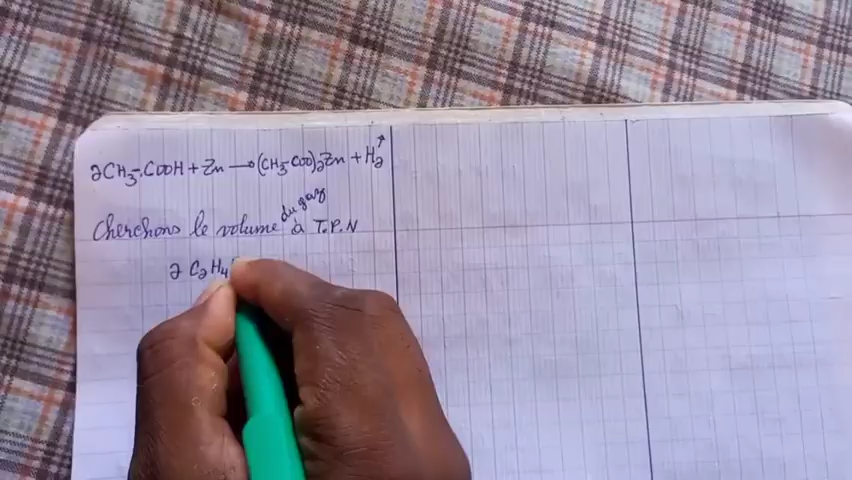 2CH₃-COOH + Zn → (CH₃-COO)₂Zn + H₂↑
Cherchons le volume du gaz à T.P.N
2 C₂H₄